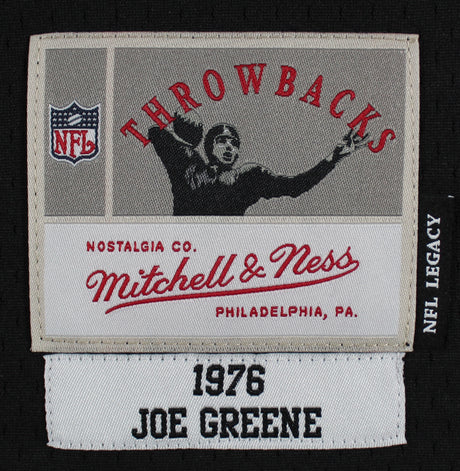 THROWBACKS
NFL
NOSTALGIA CO.
Mitchell & Ness
PHILADELPHIA, PA.
NFL LEGACY
1976
JOE GREENE